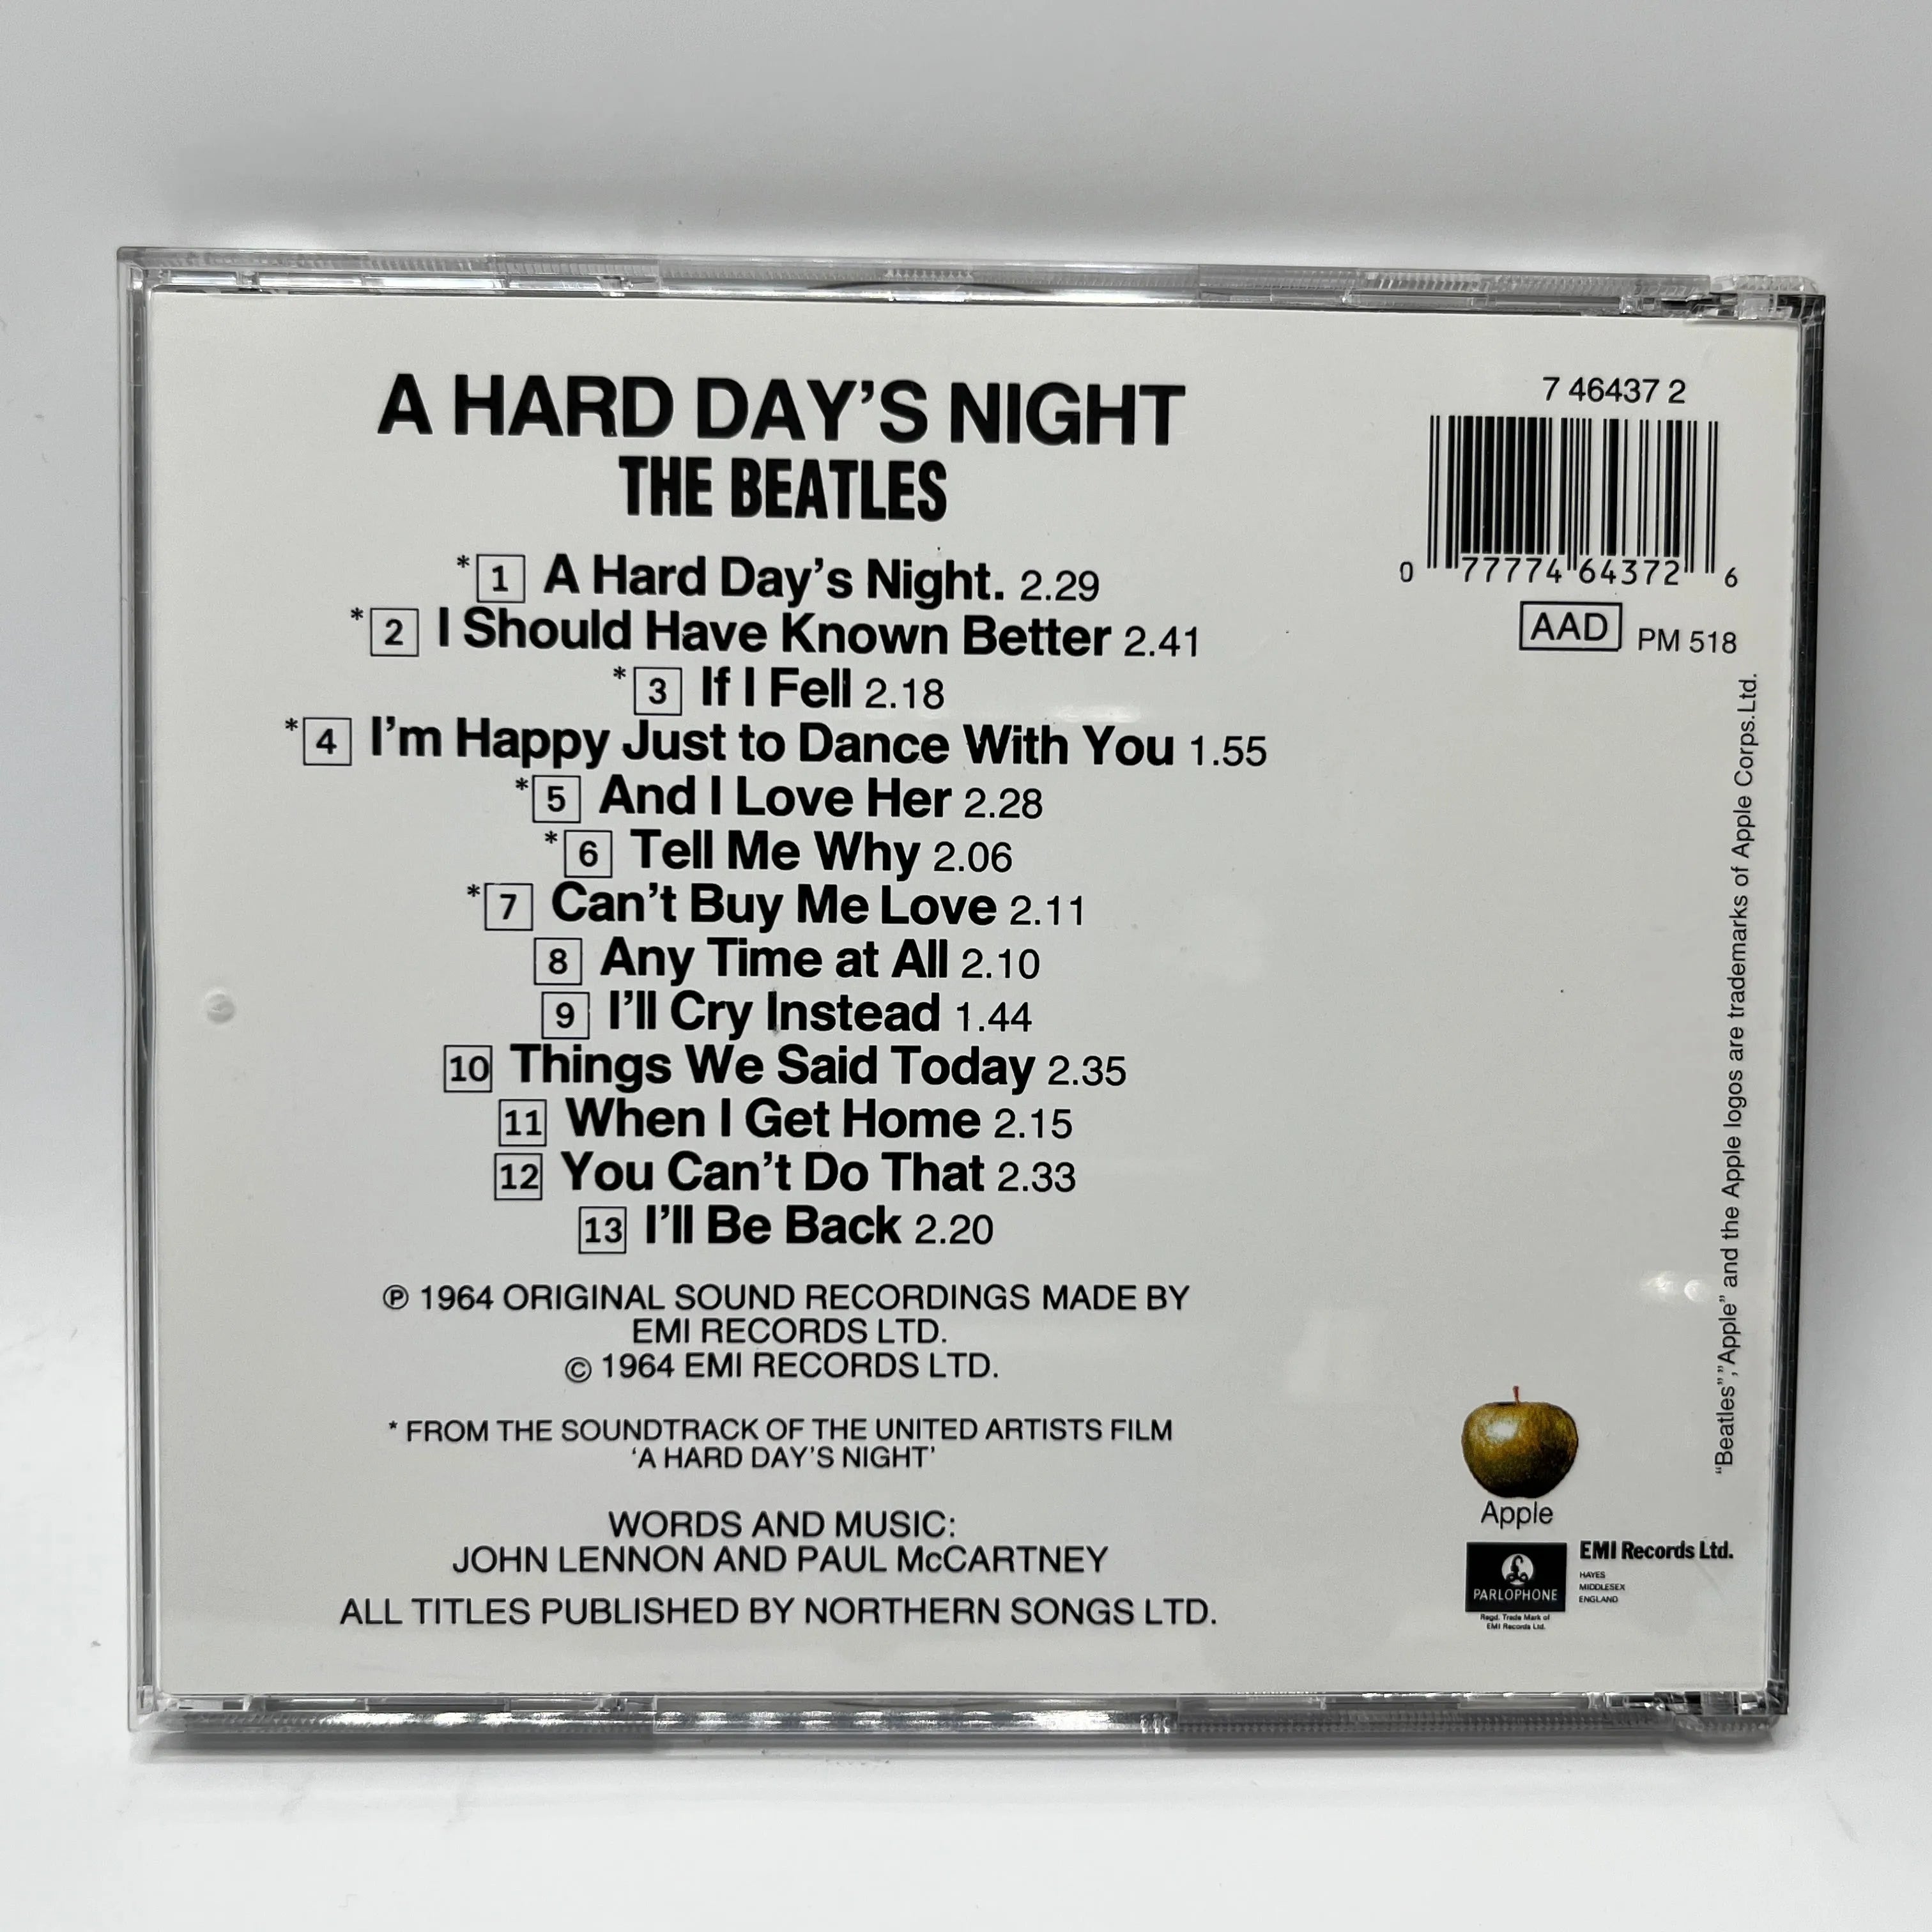 A HARD DAY'S NIGHT
THE BEATLES
* 1 A Hard Day's Night. 2.29
* 2 I Should Have Known Better 2.41
* 3 If I Fell 2.18
* 4 I'm Happy Just to Dance With You 1.55
* 5 And I Love Her 2.28
* 6 Tell Me Why 2.06
* 7 Can't Buy Me Love 2.11
8 Any Time at All 2.10
9 I'll Cry Instead 1.44
10 Things We Said Today 2.35
11 When I Get Home 2.15
12 You Can't Do That 2.33
13 I'll Be Back 2.20
℗ 1964 ORIGINAL SOUND RECORDINGS MADE BY
EMI RECORDS LTD.
© 1964 EMI RECORDS LTD.
* FROM THE SOUNDTRACK OF THE UNITED ARTISTS FILM
'A HARD DAY'S NIGHT'
WORDS AND MUSIC:
JOHN LENNON AND PAUL McCARTNEY
ALL TITLES PUBLISHED BY NORTHERN SONGS LTD.
7 46437 2
0 77774 64372 6
AAD PM 518
"Beatles","Apple" and the Apple logos are trademarks of Apple Corps.Ltd.
Apple
PARLOPHONE
Regd. Trade Mark of
EMI Records Ltd.
EMI Records Ltd.
HAYES
MIDDLESEX
ENGLAND